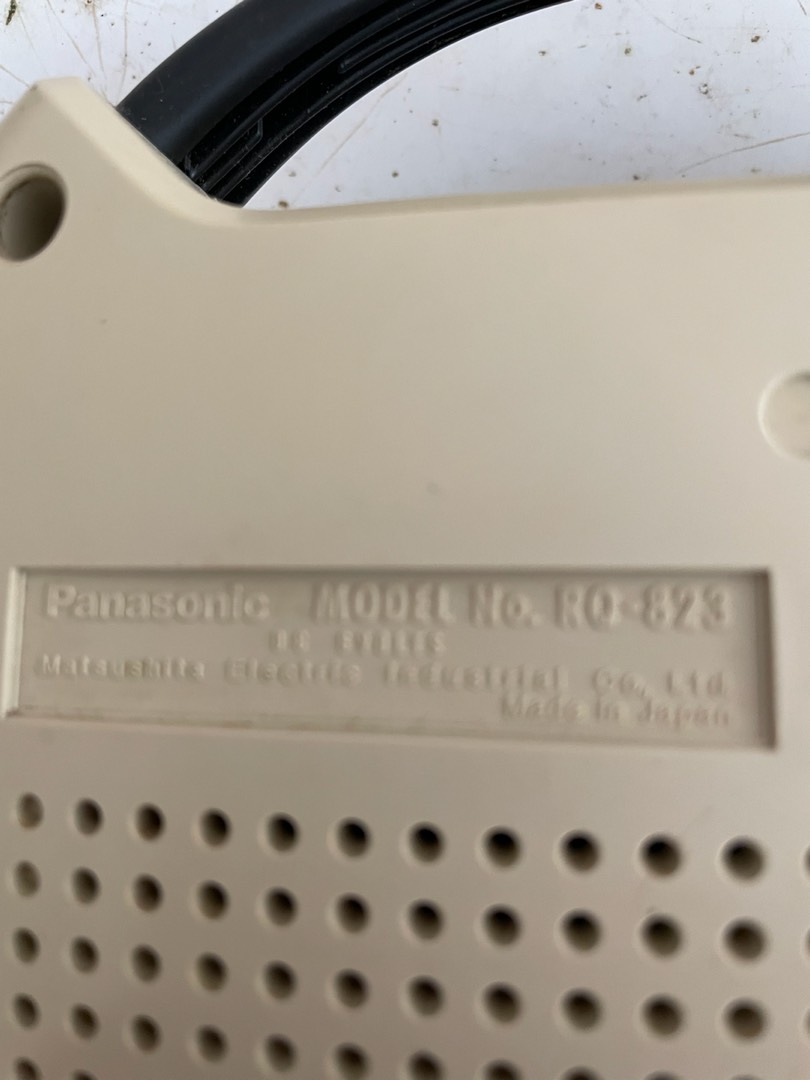 Panasonic MODEL No. RQ-823
Matsushita Electric Industrial Co., Ltd.
Made in Japan